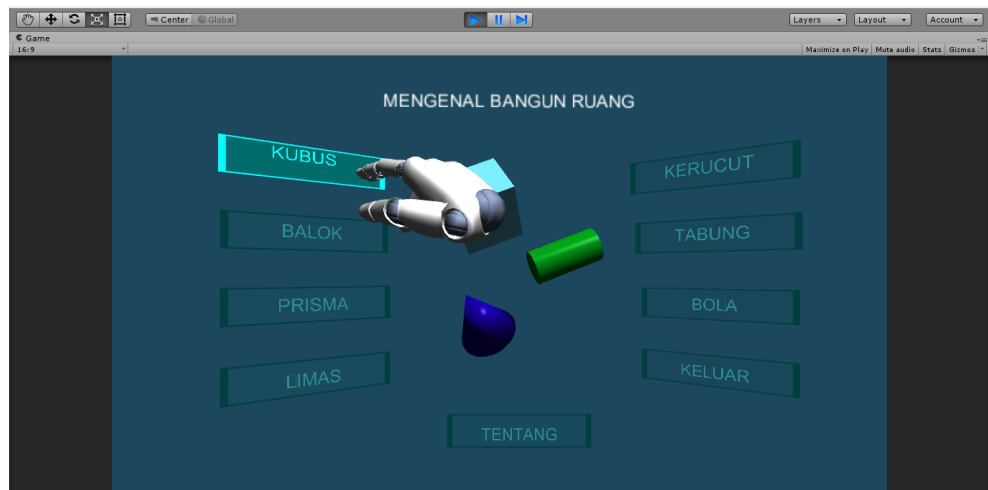 Center Global
Layers Layout Account
Game
16:9
Maximize on Play Mute audio Stats Gizmos
MENGENAL BANGUN RUANG
KUBUS
KERUCUT
BALOK
TABUNG
PRISMA
BOLA
LIMAS
KELUAR
TENTANG